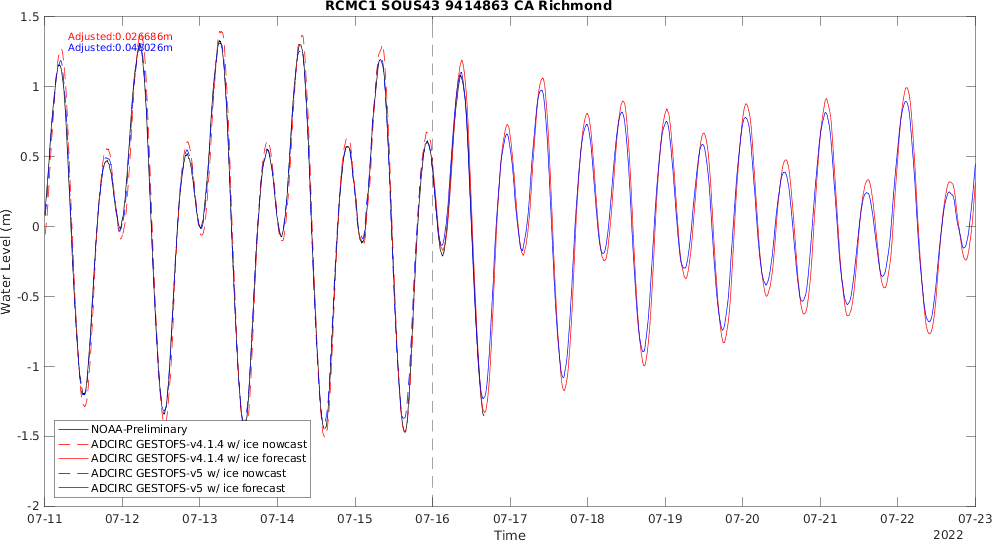 RCMC1 SOUS43 9414863 CA Richmond
Adjusted:0.026686m
Adjusted:0.048026m
Water Level (m)
1.5
1
0.5
0
-0.5
-1
-1.5
-2
NOAA-Preliminary
ADCIRC GESTOFS-v4.1.4 w/ ice nowcast
ADCIRC GESTOFS-v4.1.4 w/ ice forecast
ADCIRC GESTOFS-v5 w/ ice nowcast
ADCIRC GESTOFS-v5 w/ ice forecast
07-11 07-12 07-13 07-14 07-15 07-16 07-17 07-18 07-19 07-20 07-21 07-22 07-23
Time
2022